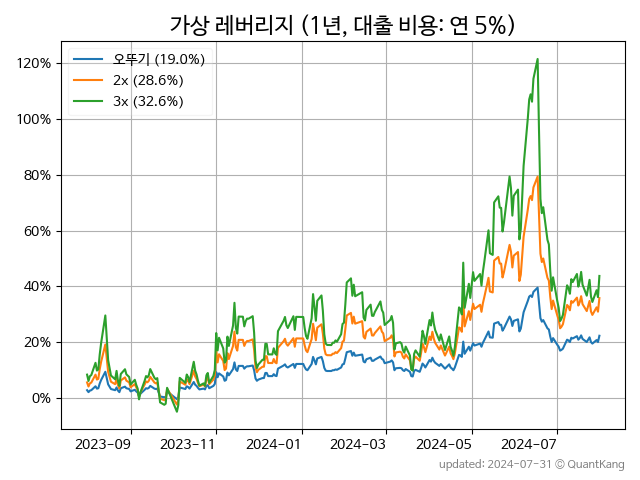 가상 레버리지 (1년, 대출 비용: 연 5%)
오뚜기 (19.0%)
2x (28.6%)
3x (32.6%)
120%
100%
80%
60%
40%
20%
0%
2023-09 2023-11 2024-01 2024-03 2024-05 2024-07
updated: 2024-07-31 © QuantKang